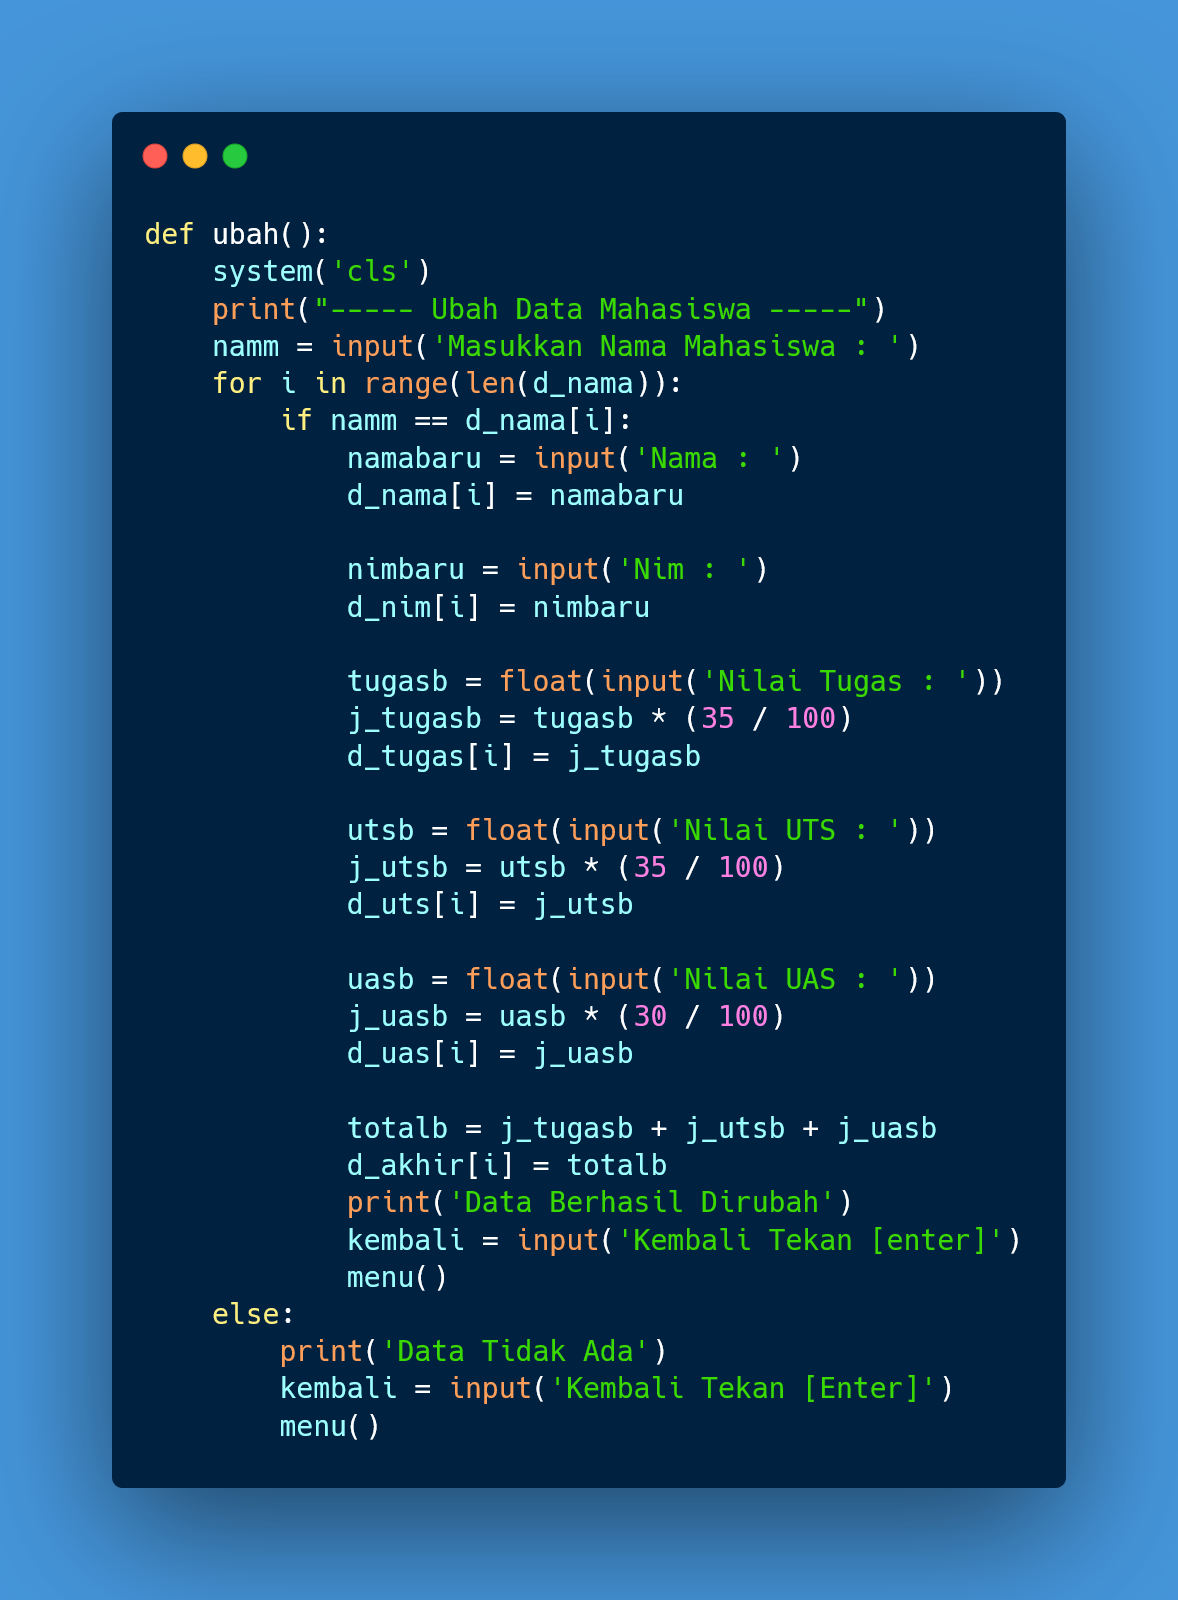 def ubah():
    system('cls')
    print("----- Ubah Data Mahasiswa -----")
    namm = input('Masukkan Nama Mahasiswa : ')
    for i in range(len(d_nama)):
        if namm == d_nama[i]:
            namabaru = input('Nama : ')
            d_nama[i] = namabaru

            nimbaru = input('Nim : ')
            d_nim[i] = nimbaru

            tugasb = float(input('Nilai Tugas : '))
            j_tugasb = tugasb * (35 / 100)
            d_tugas[i] = j_tugasb

            utsb = float(input('Nilai UTS : '))
            j_utsb = utsb * (35 / 100)
            d_uts[i] = j_utsb

            uasb = float(input('Nilai UAS : '))
            j_uasb = uasb * (30 / 100)
            d_uas[i] = j_uasb

            totalb = j_tugasb + j_utsb + j_uasb
            d_akhir[i] = totalb
            print('Data Berhasil Dirubah')
            kembali = input('Kembali Tekan [enter]')
            menu()
    else:
        print('Data Tidak Ada')
        kembali = input('Kembali Tekan [Enter]')
        menu()